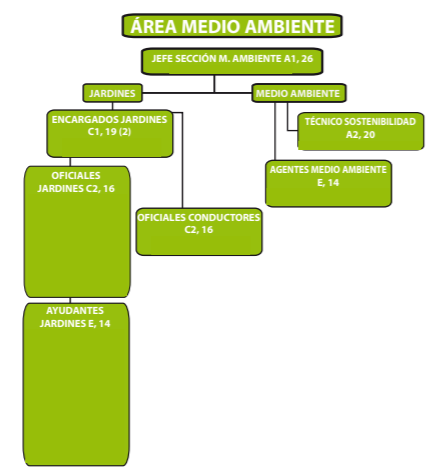 ÁREA MEDIO AMBIENTE
JEFE SECCIÓN M. AMBIENTE A1, 26
JARDINES
MEDIO AMBIENTE
ENCARGADOS JARDINES
C1, 19 (2)
TÉCNICO SOSTENIBILIDAD
A2, 20
OFICIALES
JARDINES C2, 16
AGENTES MEDIO AMBIENTE
E, 14
OFICIALES CONDUCTORES
C2, 16
AYUDANTES
JARDINES E, 14